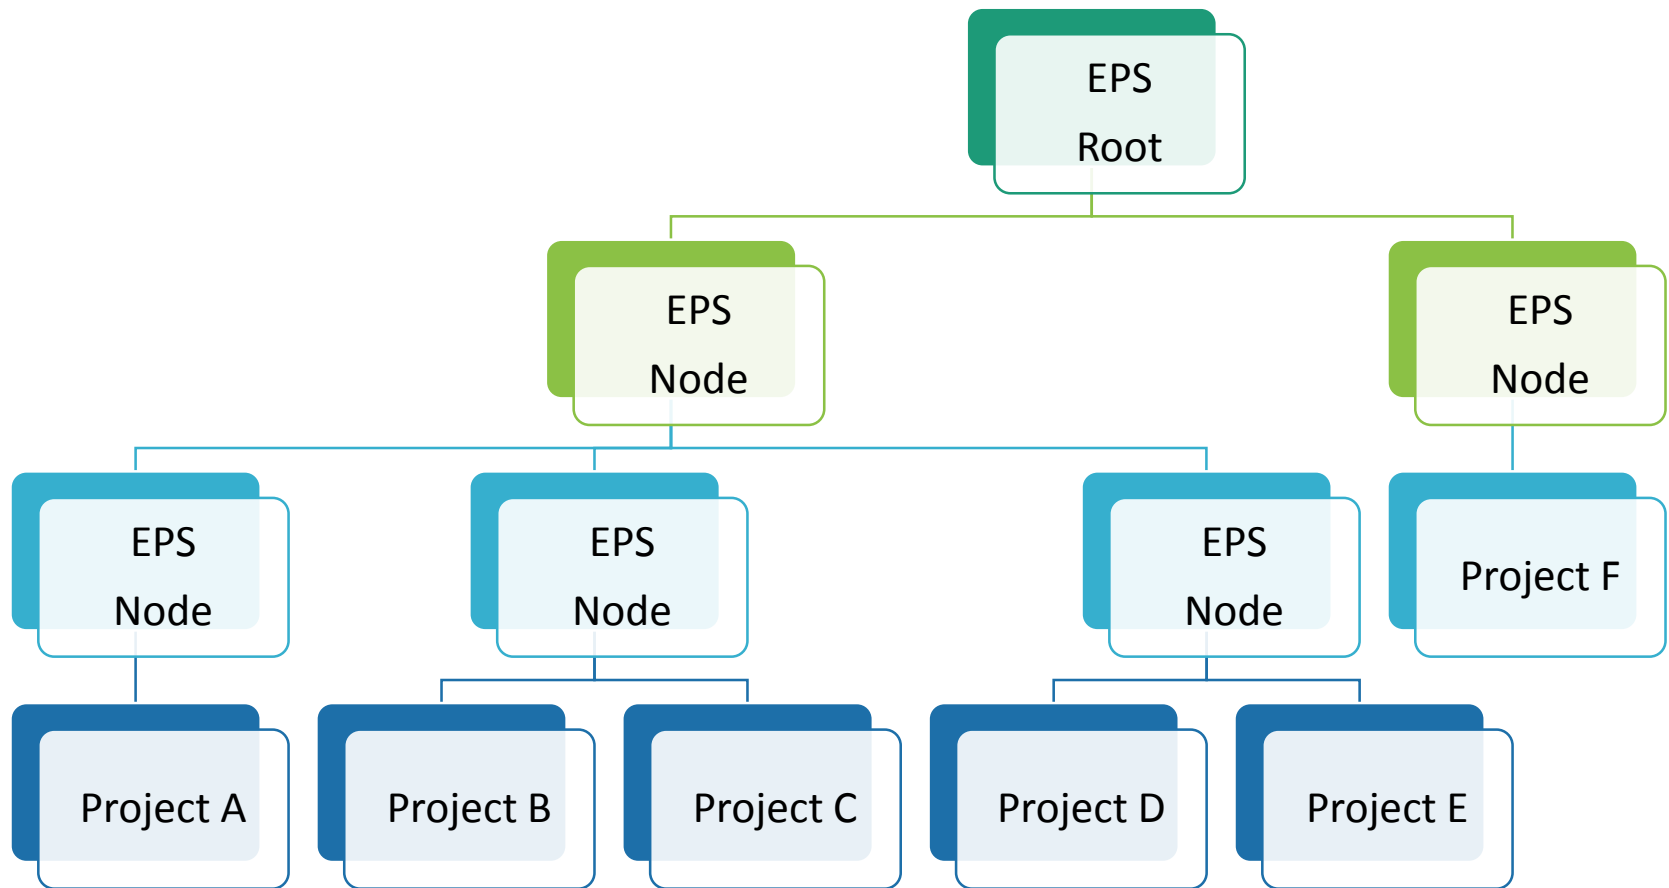 EPS
Root
EPS
Node
EPS
Node
EPS
Node
EPS
Node
EPS
Node
Project F
Project A
Project B
Project C
Project D
Project E